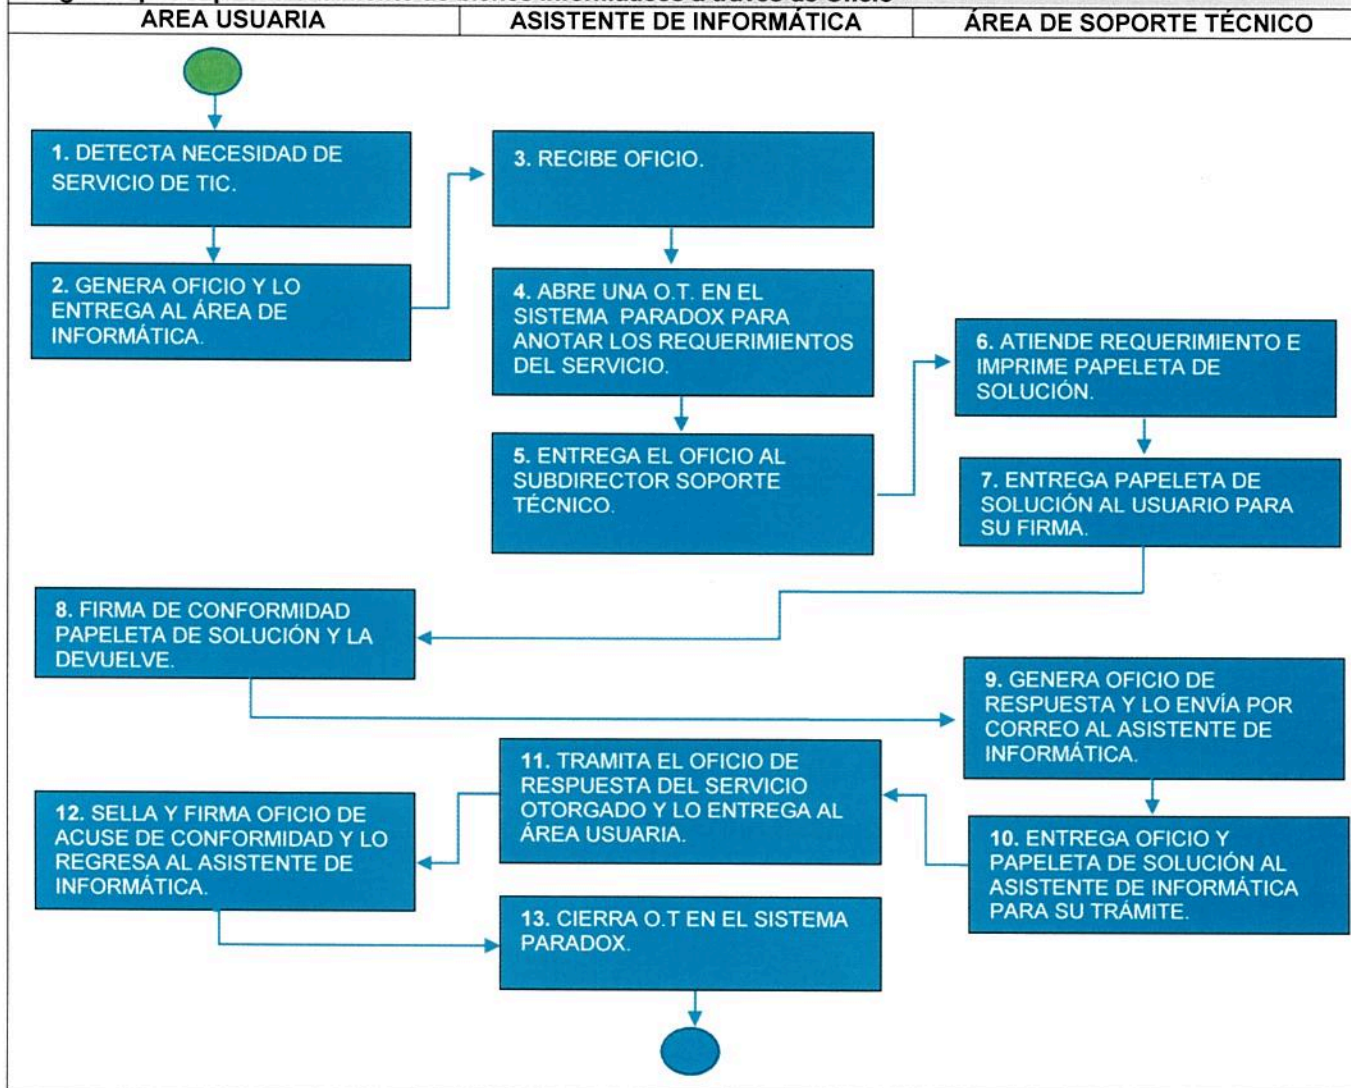 AREA USUARIA
ASISTENTE DE INFORMÁTICA
ÁREA DE SOPORTE TÉCNICO
1. DETECTA NECESIDAD DE
SERVICIO DE TIC.
2. GENERA OFICIO Y LO
ENTREGA AL ÁREA DE
INFORMÁTICA.
3. RECIBE OFICIO.
4. ABRE UNA O.T. EN EL
SISTEMA PARADOX PARA
ANOTAR LOS REQUERIMIENTOS
DEL SERVICIO.
5. ENTREGA EL OFICIO AL
SUBDIRECTOR SOPORTE
TÉCNICO.
6. ATIENDE REQUERIMIENTO E
IMPRIME PAPELETA DE
SOLUCIÓN.
7. ENTREGA PAPELETA DE
SOLUCIÓN AL USUARIO PARA
SU FIRMA.
8. FIRMA DE CONFORMIDAD
PAPELETA DE SOLUCIÓN Y LA
DEVUELVE.
9. GENERA OFICIO DE
RESPUESTA Y LO ENVÍA POR
CORREO AL ASISTENTE DE
INFORMÁTICA.
10. ENTREGA OFICIO Y
PAPELETA DE SOLUCIÓN AL
ASISTENTE DE INFORMÁTICA
PARA SU TRÁMITE.
11. TRAMITA EL OFICIO DE
RESPUESTA DEL SERVICIO
OTORGADO Y LO ENTREGA AL
ÁREA USUARIA.
12. SELLA Y FIRMA OFICIO DE
ACUSE DE CONFORMIDAD Y LO
REGRESA AL ASISTENTE DE
INFORMÁTICA.
13. CIERRA O.T EN EL SISTEMA
PARADOX.